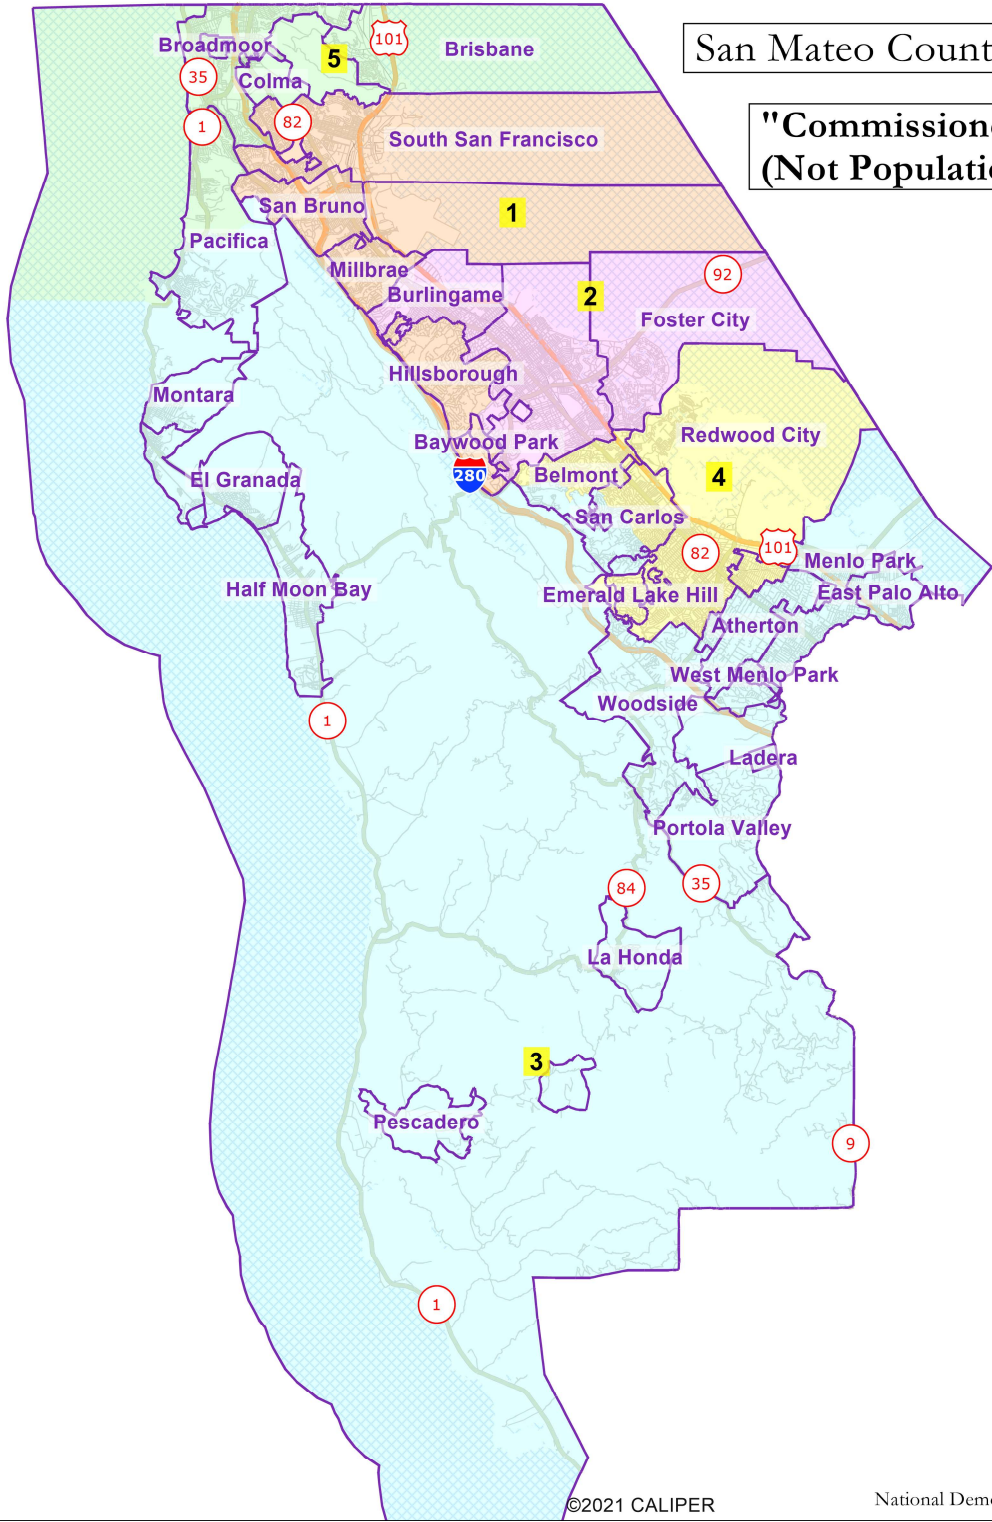 San Mateo Count
"Commission
(Not Populati
101
Broadmoor
5
Brisbane
35
Colma
1
82
South San Francisco
San Bruno
1
Pacifica
Millbrae
92
Burlingame
2
Foster City
Hillsborough
Montara
Baywood Park
Redwood City
280
Belmont
4
El Granada
San Carlos
82
101
Menlo Park
Half Moon Bay
Emerald Lake Hill
East Palo Alto
Atherton
West Menlo Park
Woodside
1
Ladera
Portola Valley
84
35
La Honda
3
Pescadero
9
1
©2021 CALIPER
National Dem